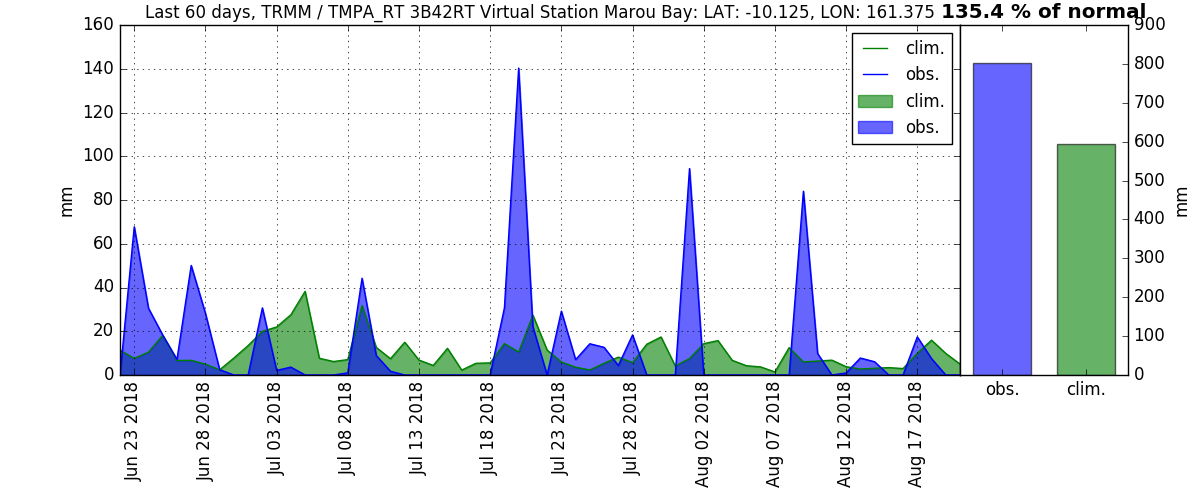 Last 60 days, TRMM / TMPA_RT 3B42RT Virtual Station Marou Bay: LAT: -10.125, LON: 161.375 135.4 % of normal
160
140
120
100
80
60
40
20
0
mm
clim.
obs.
clim.
obs.
Jun 23 2018
Jun 28 2018
Jul 03 2018
Jul 08 2018
Jul 13 2018
Jul 18 2018
Jul 23 2018
Jul 28 2018
Aug 02 2018
Aug 07 2018
Aug 12 2018
Aug 17 2018
900
800
700
600
500
400
300
200
100
0
mm
obs.
clim.